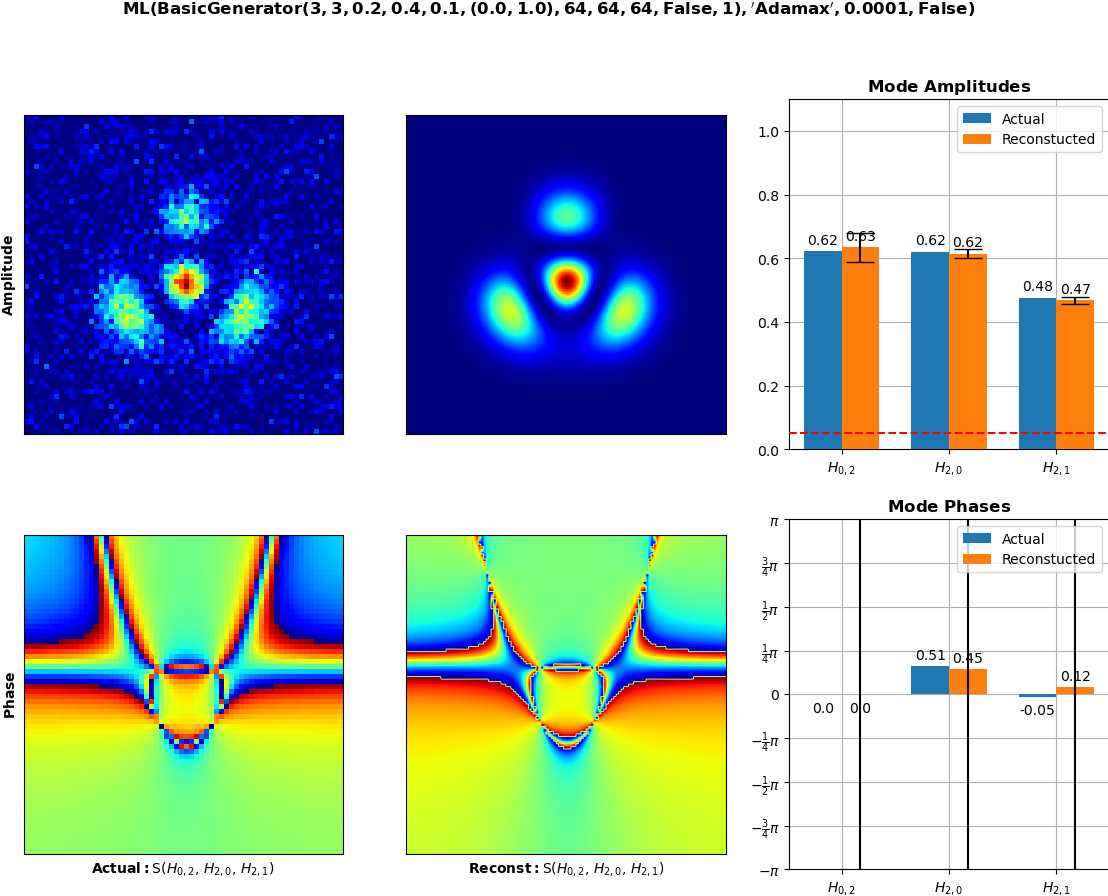 ML(BasicGenerator(3, 3, 0.2, 0.4, 0.1, (0.0, 1.0), 64, 64, 64, False, 1), ′Adamax′, 0.0001, False)
Amplitude
Mode Amplitudes
Actual
Reconstucted
1.0
0.8
0.6
0.4
0.2
0.0
0.62
0.63
0.62
0.62
0.48
0.47
H0,2
H2,0
H2,1
Phase
Actual: S(H0,2, H2,0, H2,1)
Reconst: S(H0,2, H2,0, H2,1)
Mode Phases
Actual
Reconstucted
π
3/4π
1/2π
1/4π
0
−1/4π
−1/2π
−3/4π
−π
0.0
0.0
0.51
0.45
-0.05
0.12
H0,2
H2,0
H2,1